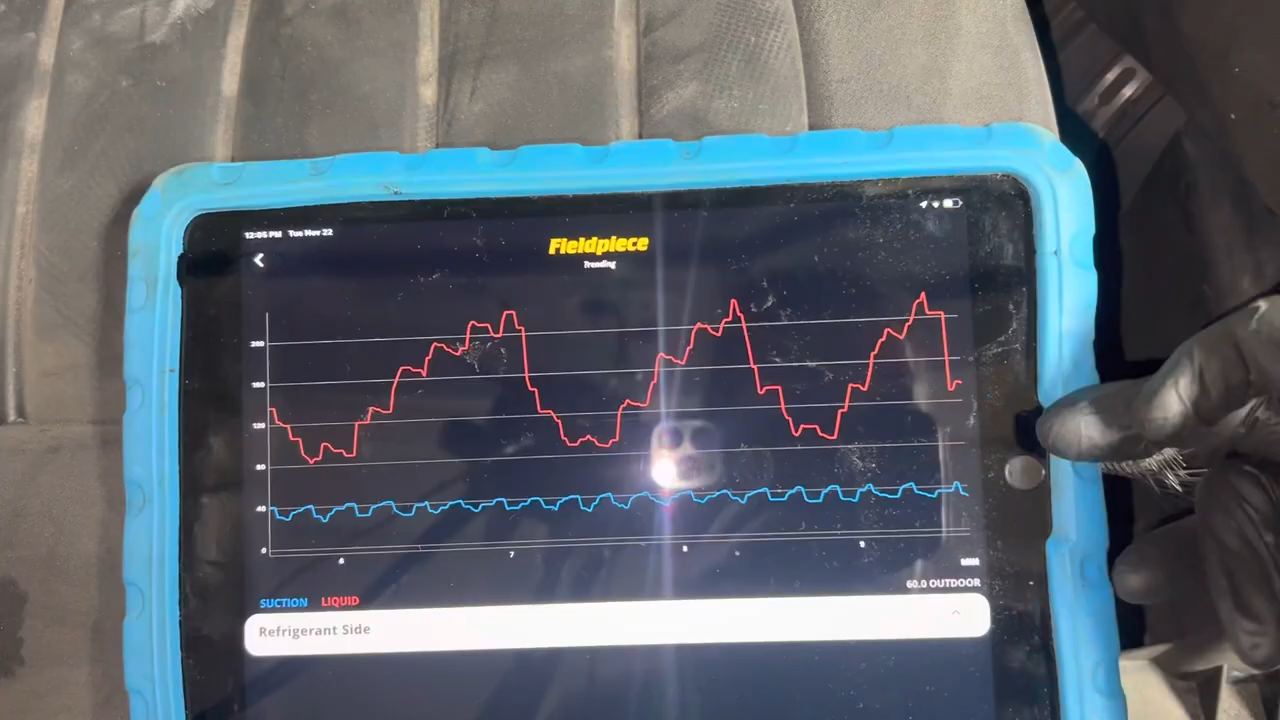 12:05 PM Tue Nov 22
Fieldpiece
Trending
200
160
120
80
40
0
6 7 8 9
MIN
60.0 OUTDOOR
SUCTION LIQUID
Refrigerant Side